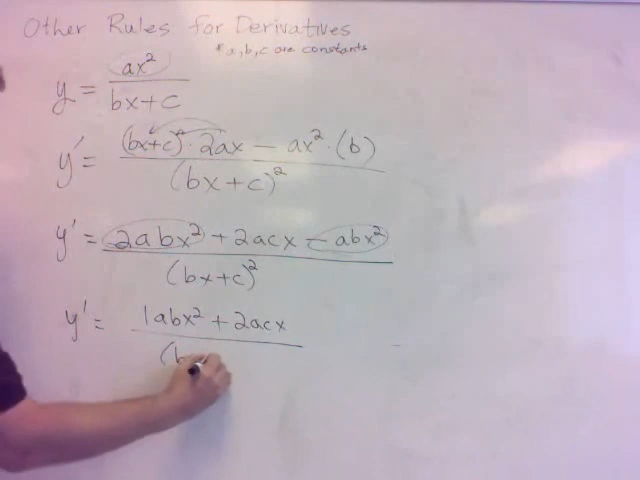 Other Rules for Derivatives
*a,b,c are constants
y = ax² / bx+c
y' = (bx+c)·2ax − ax²·(b) / (bx+c)²
y' = 2abx² + 2acx − abx² / (bx+c)²
y' = 1abx² + 2acx / (b